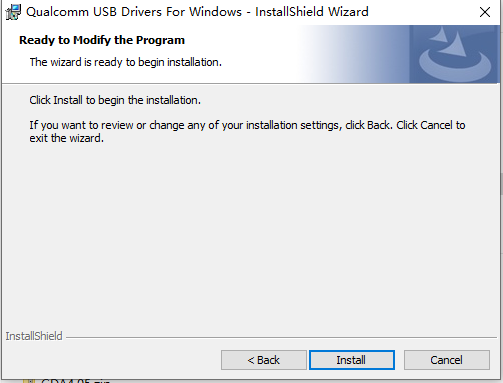 Qualcomm USB Drivers For Windows - InstallShield Wizard
Ready to Modify the Program
The wizard is ready to begin installation.
Click Install to begin the installation.
If you want to review or change any of your installation settings, click Back. Click Cancel to
exit the wizard.
InstallShield
< Back
Install
Cancel